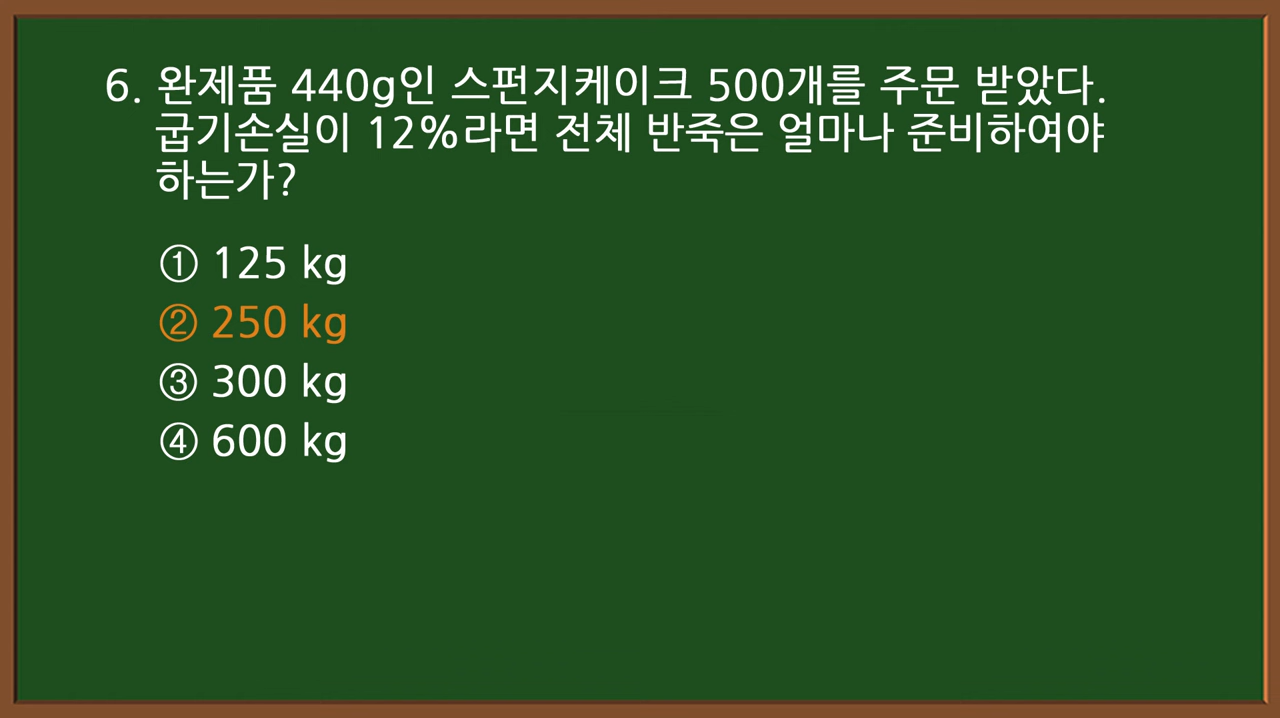 6. 완제품 440g인 스펀지케이크 500개를 주문 받았다.
굽기손실이 12%라면 전체 반죽은 얼마나 준비하여야
하는가?
① 125 kg
② 250 kg
③ 300 kg
④ 600 kg